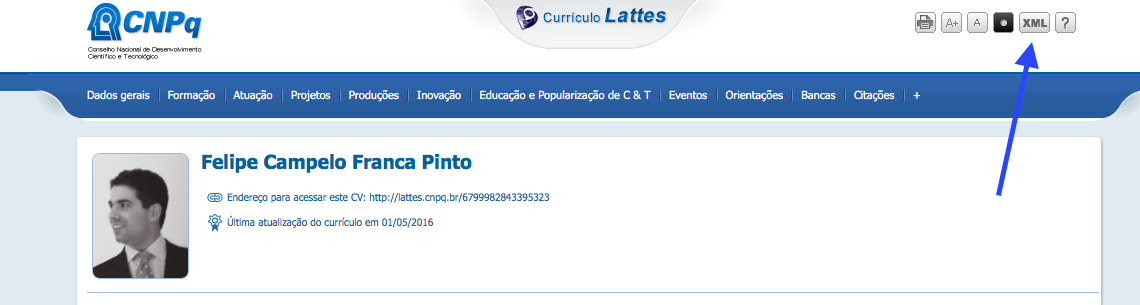 CNPq
Conselho Nacional de Desenvolvimento
Científico e Tecnológico
Currículo Lattes
A+ A XML ?
Dados gerais Formação Atuação Projetos Produções Inovação Educação e Popularização de C & T Eventos Orientações Bancas Citações +
Felipe Campelo Franca Pinto
Endereço para acessar este CV: http://lattes.cnpq.br/6799982843395323
Última atualização do currículo em 01/05/2016